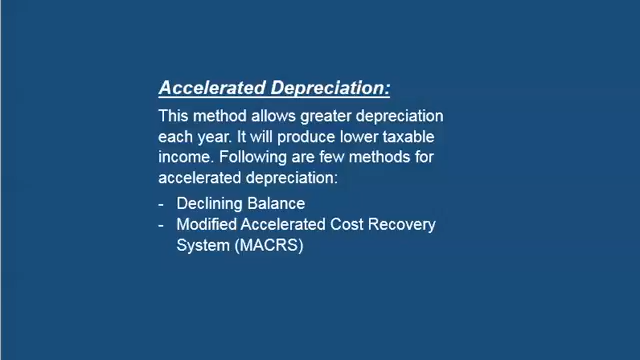 Accelerated Depreciation:
This method allows greater depreciation
each year. It will produce lower taxable
income. Following are few methods for
accelerated depreciation:
- Declining Balance
- Modified Accelerated Cost Recovery
System (MACRS)